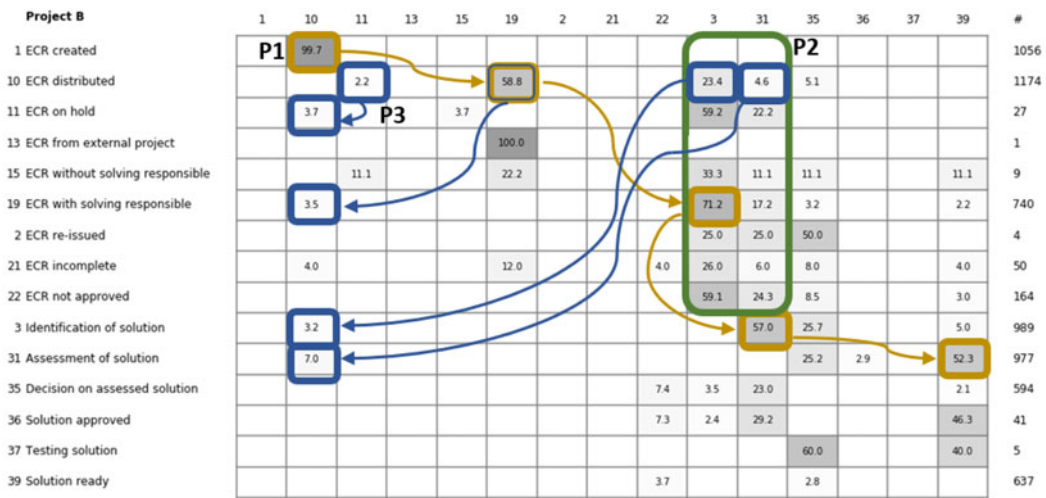 Project B 1 10 11 13 15 19 2 21 22 3 31 35 36 37 39 #
1 ECR created P1 99.7 P2 1056
10 ECR distributed 2.2 58.8 23.4 4.6 5.1 1174
11 ECR on hold 3.7 P3 3.7 59.2 22.2 27
13 ECR from external project 100.0 1
15 ECR without solving responsible 11.1 22.2 33.3 11.1 11.1 11.1 9
19 ECR with solving responsible 3.5 71.2 17.2 3.2 2.2 740
2 ECR re-issued 25.0 25.0 50.0 4
21 ECR incomplete 4.0 12.0 4.0 26.0 6.0 8.0 4.0 50
22 ECR not approved 59.1 24.3 8.5 3.0 164
3 Identification of solution 3.2 57.0 25.7 5.0 989
31 Assessment of solution 7.0 25.2 2.9 52.3 977
35 Decision on assessed solution 7.4 3.5 23.0 2.1 594
36 Solution approved 7.3 2.4 29.2 46.3 41
37 Testing solution 60.0 40.0 5
39 Solution ready 3.7 2.8 637